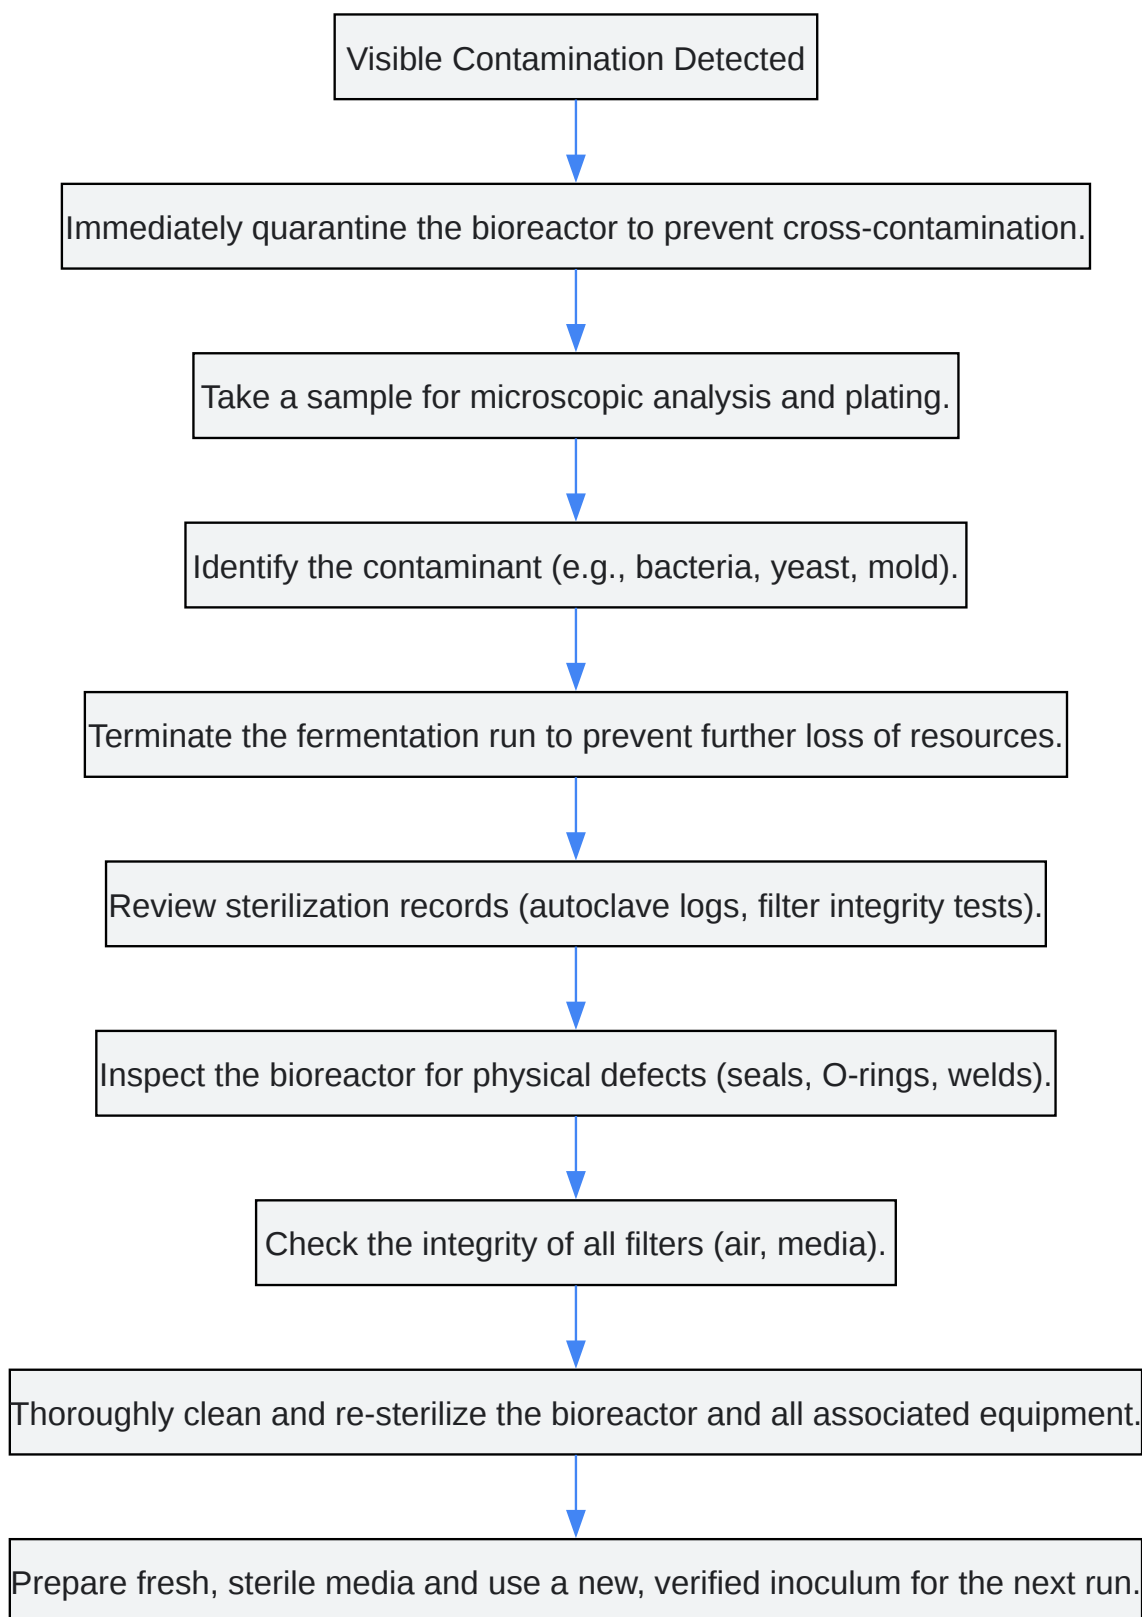 Visible Contamination Detected
Immediately quarantine the bioreactor to prevent cross-contamination.
Take a sample for microscopic analysis and plating.
Identify the contaminant (e.g., bacteria, yeast, mold).
Terminate the fermentation run to prevent further loss of resources.
Review sterilization records (autoclave logs, filter integrity tests).
Inspect the bioreactor for physical defects (seals, O-rings, welds).
Check the integrity of all filters (air, media).
Thoroughly clean and re-sterilize the bioreactor and all associated equipment.
Prepare fresh, sterile media and use a new, verified inoculum for the next run.